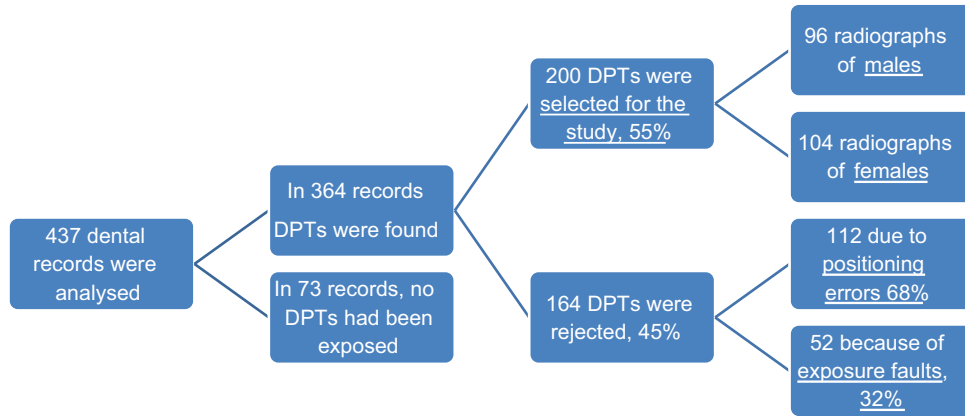 437 dental
records were
analysed
In 364 records
DPTs were found
In 73 records, no
DPTs had been
exposed
200 DPTs were
selected for the
study, 55%
164 DPTs were
rejected, 45%
96 radiographs
of males
104 radiographs
of females
112 due to
positioning
errors 68%
52 because of
exposure faults,
32%